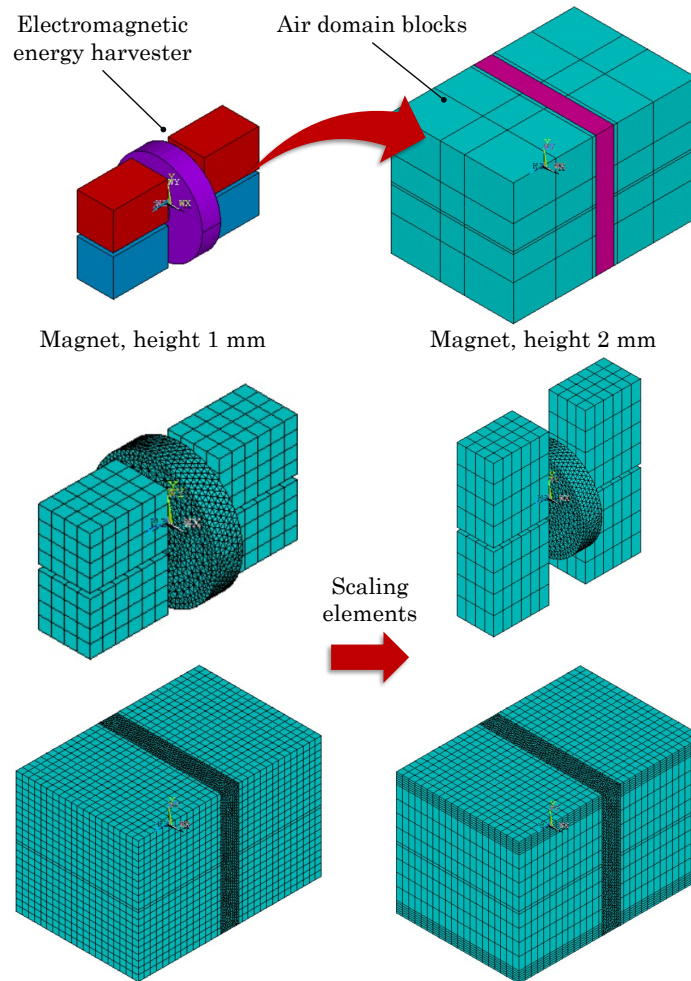 Electromagnetic
energy harvester
Air domain blocks
Magnet, height 1 mm
Magnet, height 2 mm
Scaling
elements